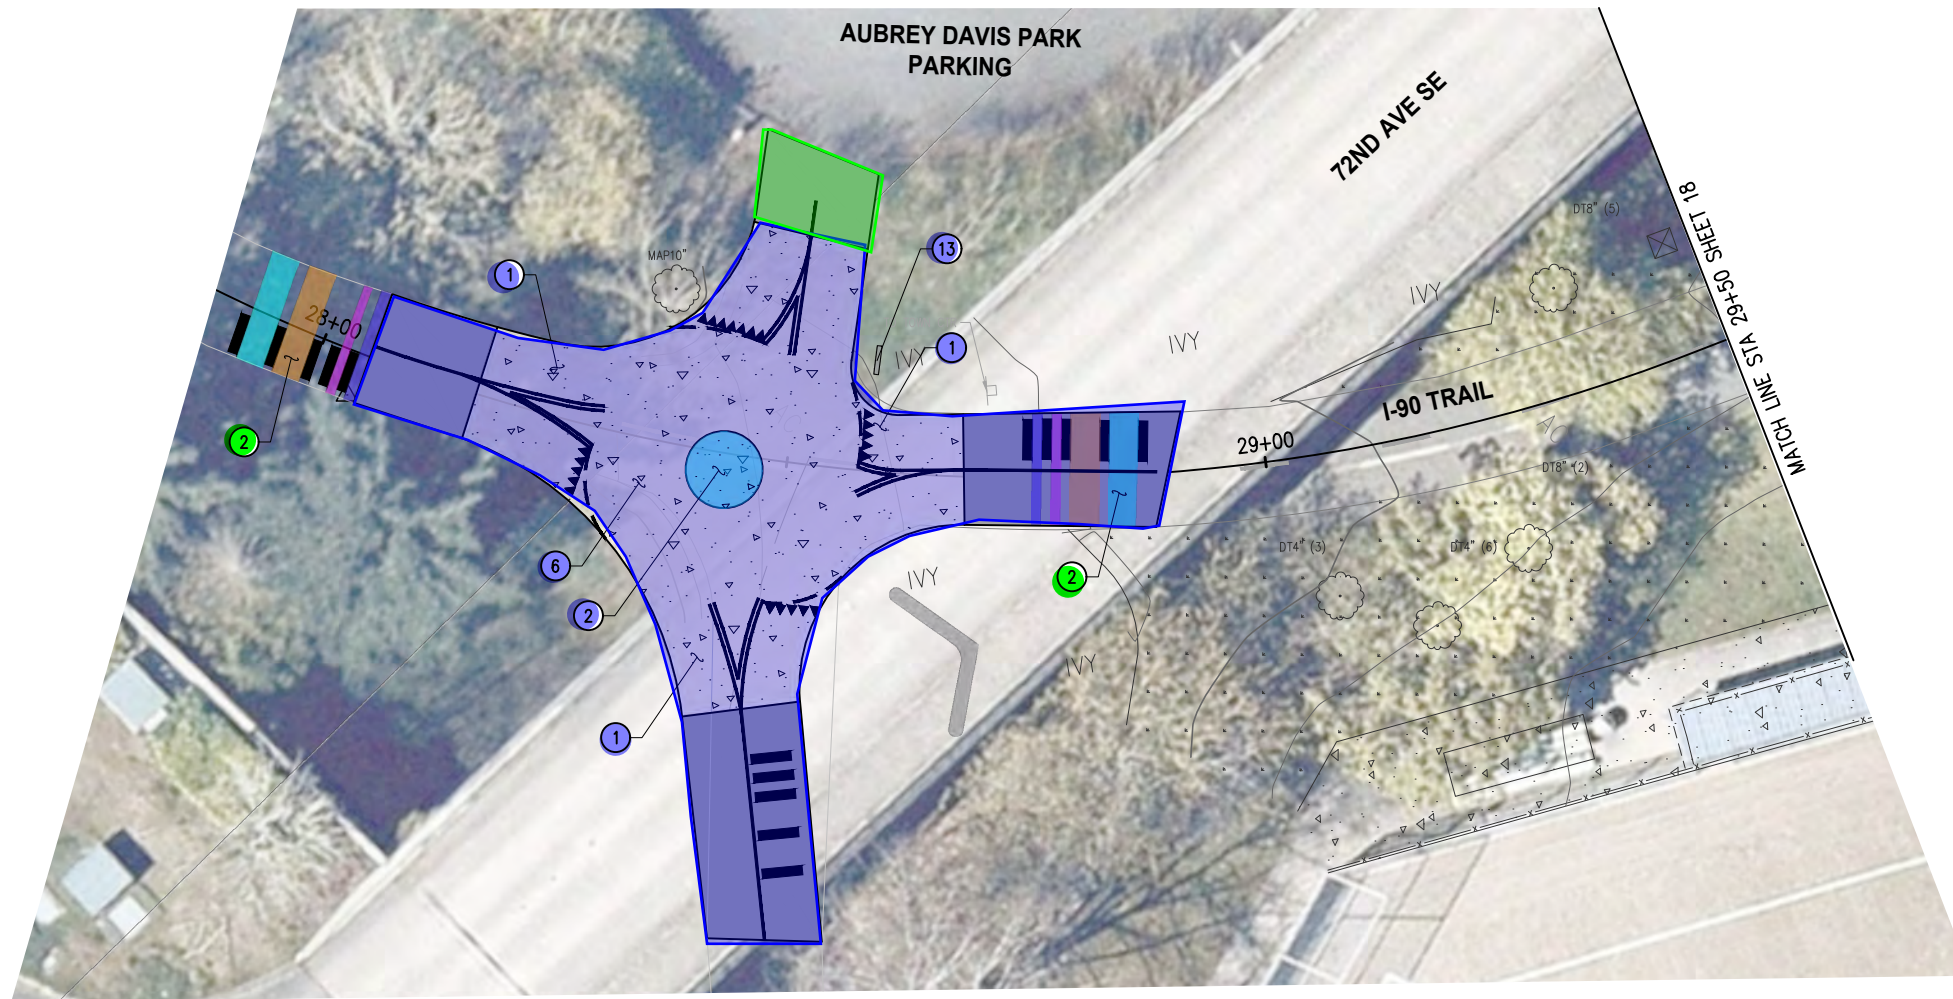 AUBREY DAVIS PARK
PARKING
72ND AVE SE
MATCH LINE STA 29+50 SHEET 18
DT8" (5)
MAP10"
13
1
28+00
IVY
1
IVY
IVY
I-90 TRAIL
29+00
AC
DT8" (2)
2
DT4" (3)
DT4" (6)
6
2
IVY
2
IVY
1